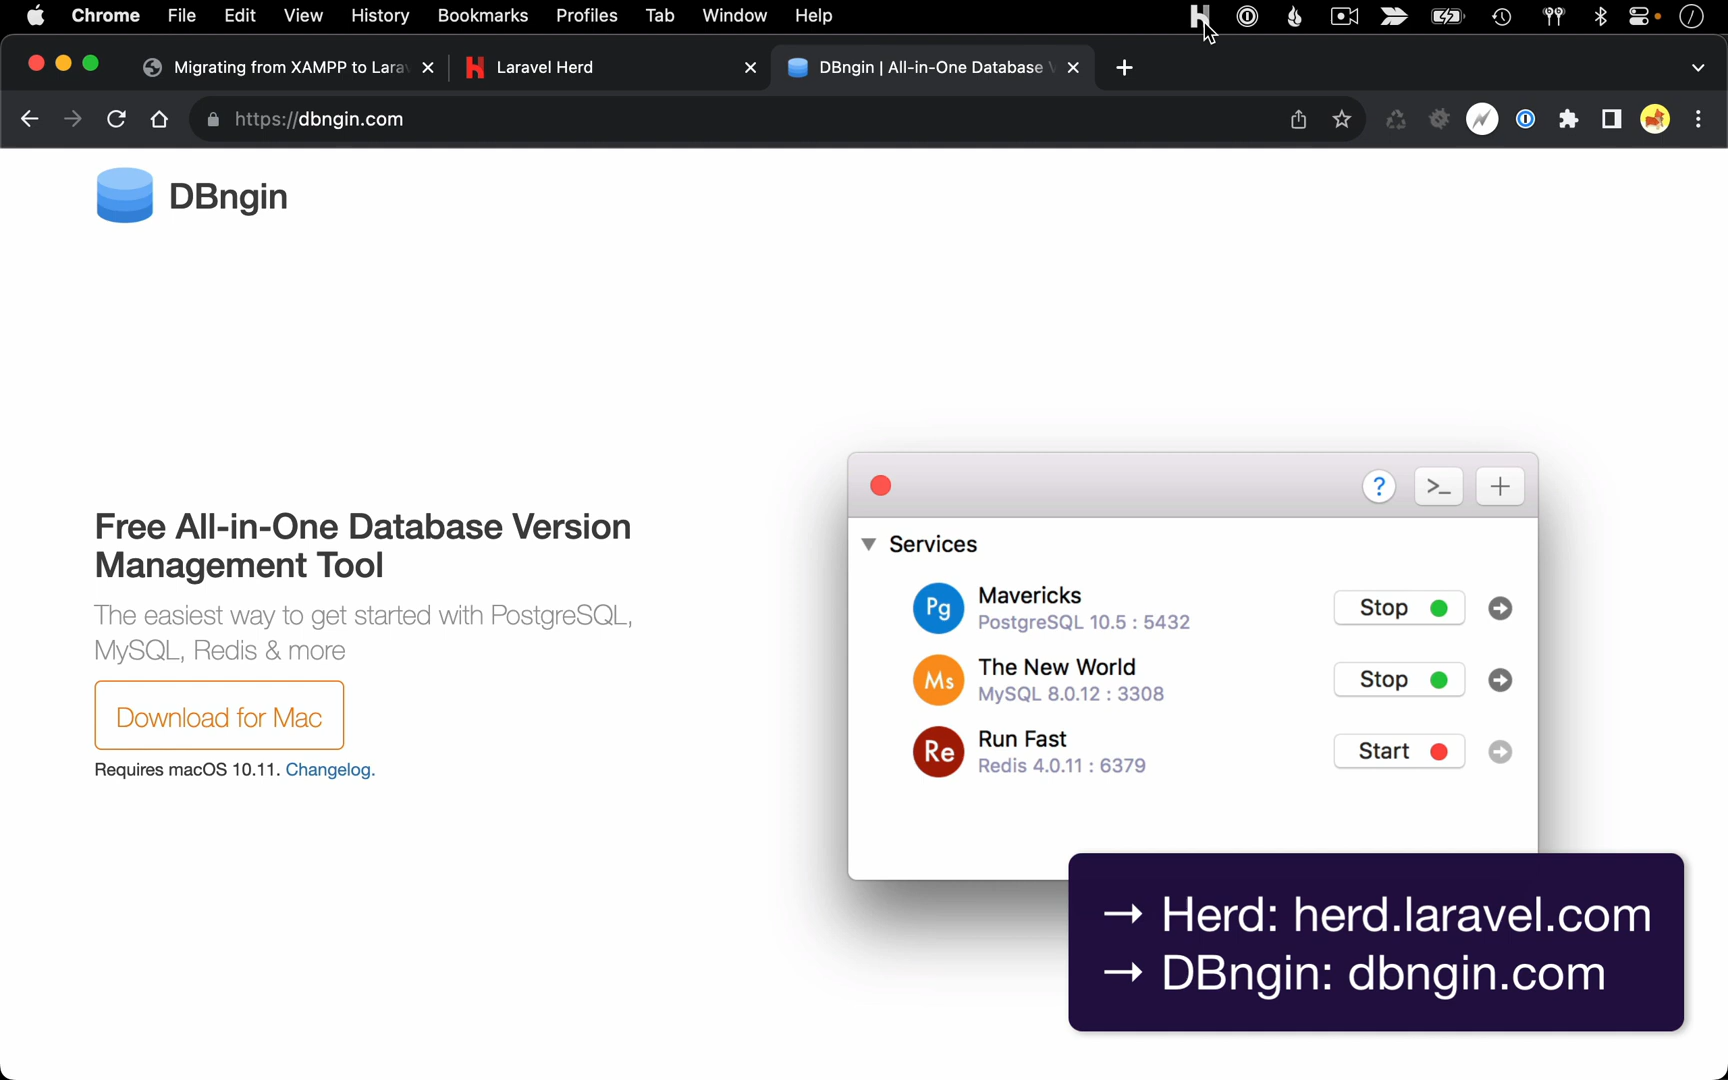 Chrome File Edit View History Bookmarks Profiles Tab Window Help
Migrating from XAMPP to Larav
Laravel Herd
DBngin | All-in-One Database V
https://dbngin.com
DBngin
Free All-in-One Database Version
Management Tool
The easiest way to get started with PostgreSQL,
MySQL, Redis & more
Download for Mac
Requires macOS 10.11. Changelog.
? >_ +
Services
Pg
Mavericks
PostgreSQL 10.5 : 5432
Stop
Ms
The New World
MySQL 8.0.12 : 3308
Stop
Re
Run Fast
Redis 4.0.11 : 6379
Start
→ Herd: herd.laravel.com
→ DBngin: dbngin.com